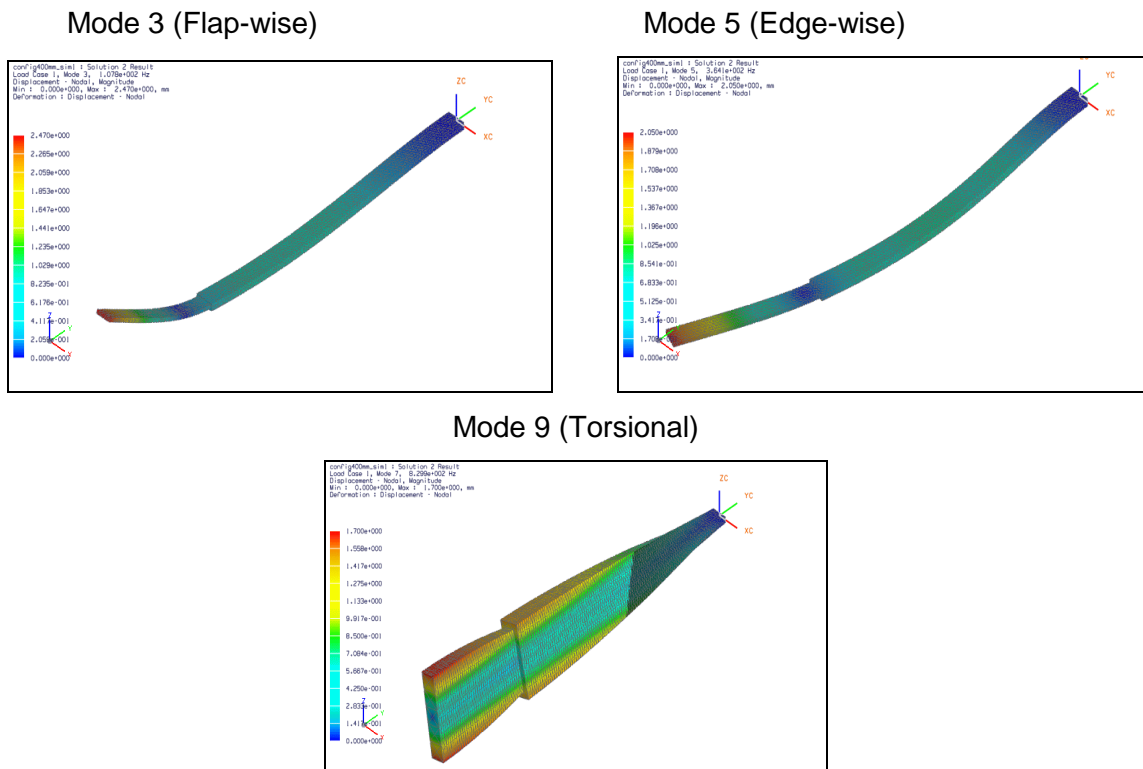 Mode 3 (Flap-wise)
config400mm_sim1 : Solution 2 Result
Load Case 1, Mode 3, 1.078e+002 Hz
Displacement - Nodal, Magnitude
Min : 0.000e+000, Max : 2.470e+000, mm
Deformation : Displacement - Nodal
ZC
YC
XC
2.470e+000
2.265e+000
2.059e+000
1.853e+000
1.647e+000
1.441e+000
1.235e+000
1.029e+000
8.235e-001
6.176e-001
4.117e-001
2.059e-001
0.000e+000
Z
Y
X
Mode 5 (Edge-wise)
config400mm_sim1 : Solution 2 Result
Load Case 1, Mode 5, 3.641e+002 Hz
Displacement - Nodal, Magnitude
Min : 0.000e+000, Max : 2.050e+000, mm
Deformation : Displacement - Nodal
YC
XC
2.050e+000
1.879e+000
1.708e+000
1.537e+000
1.367e+000
1.196e+000
1.025e+000
8.541e-001
6.833e-001
5.125e-001
3.417
1.708
0.000e+000
Z
Y
X
Mode 9 (Torsional)
config400mm_sim1 : Solution 2 Result
Load Case 1, Mode 7, 8.299e+002 Hz
Displacement - Nodal, Magnitude
Min : 0.000e+000, Max : 1.700e+000, mm
Deformation : Displacement - Nodal
ZC
YC
XC
1.700e+000
1.558e+000
1.417e+000
1.275e+000
1.133e+000
9.917e-001
8.500e-001
7.084e-001
5.667e-001
4.250e-001
2.833e-001
1.417e-001
0.000e+000
Z
Y
X